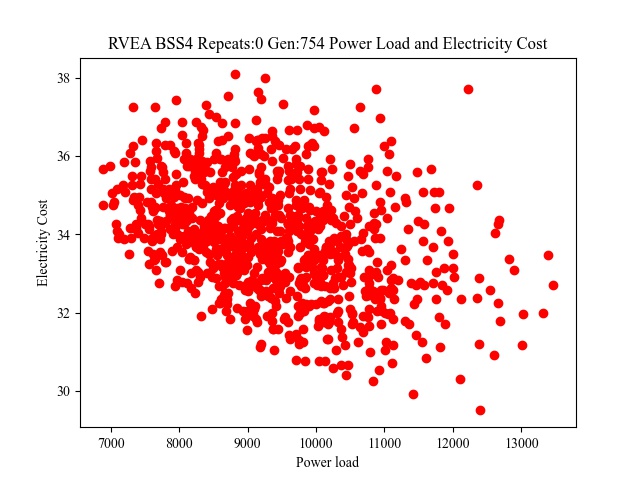 RVEA BSS4 Repeats:0 Gen:754 Power Load and Electricity Cost
38
36
34
32
30
Electricity Cost
7000 8000 9000 10000 11000 12000 13000
Power load